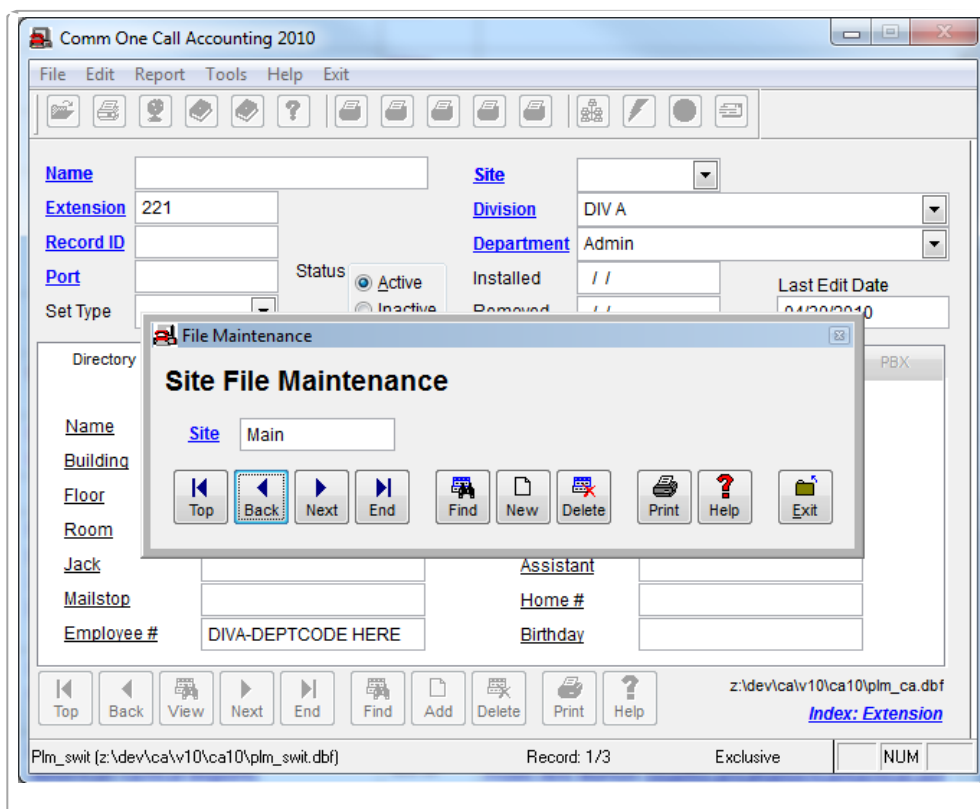 Comm One Call Accounting 2010
File Edit Report Tools Help Exit
Name Site
Extension 221 Division DIV A
Record ID Department Admin
Port Status Active Installed / / Last Edit Date
Set Type Inactive Removed / / 04/20/2010
File Maintenance
Directory PBX
Site File Maintenance
Name Site Main
Building
Floor
Top Back Next End Find New Delete Print Help Exit
Room
Jack Assistant
Mailstop Home #
Employee # DIVA-DEPTCODE HERE Birthday
Top Back View Next End Find Add Delete Print Help
z:\dev\ca\v10\ca10\plm_ca.dbf
Index: Extension
Plm_swit (z:\dev\ca\v10\ca10\plm_swit.dbf) Record: 1/3 Exclusive NUM